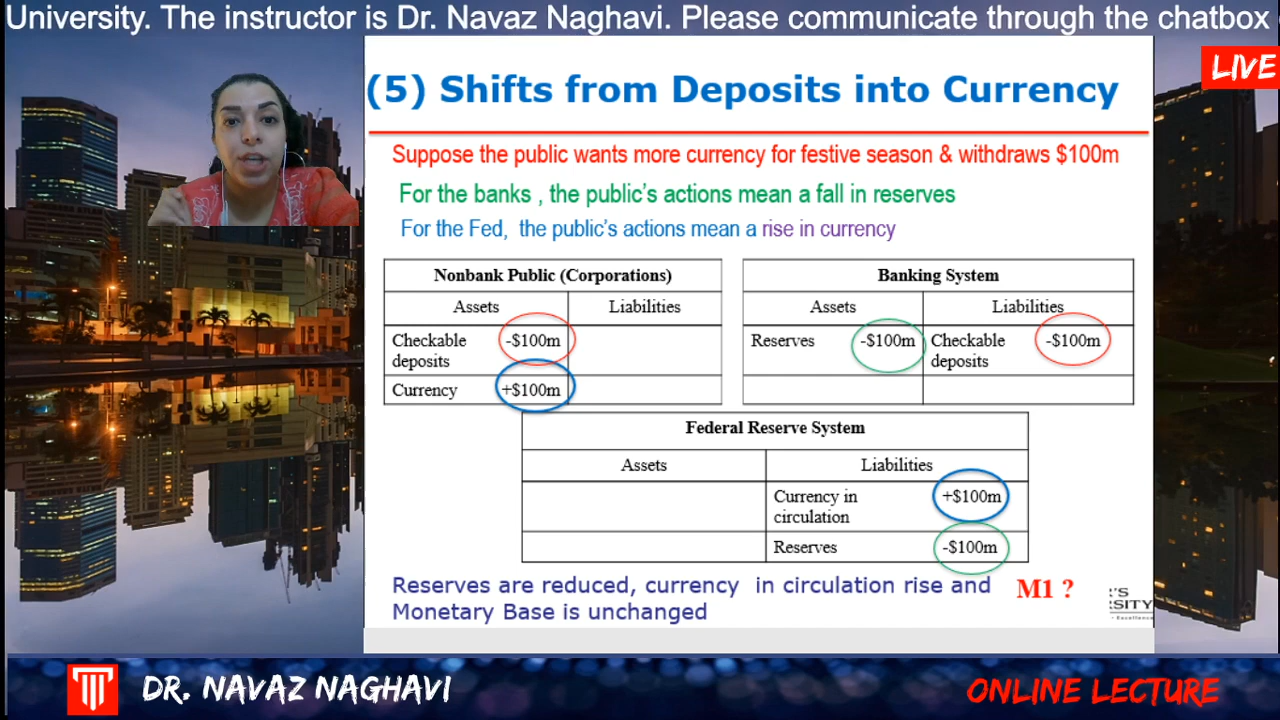 University. The instructor is Dr. Navaz Naghavi. Please communicate through the chatbox
LIVE
(5) Shifts from Deposits into Currency
Suppose the public wants more currency for festive season & withdraws $100m
For the banks , the public's actions mean a fall in reserves
For the Fed, the public's actions mean a rise in currency
Nonbank Public (Corporations)
Assets Liabilities
Checkable deposits -$100m
Currency +$100m
Banking System
Assets Liabilities
Reserves -$100m Checkable deposits -$100m
Federal Reserve System
Assets Liabilities
Currency in circulation +$100m
Reserves -$100m
Reserves are reduced, currency in circulation rise and
Monetary Base is unchanged
M1 ?
'S
SITY
DR. NAVAZ NAGHAVI
ONLINE LECTURE